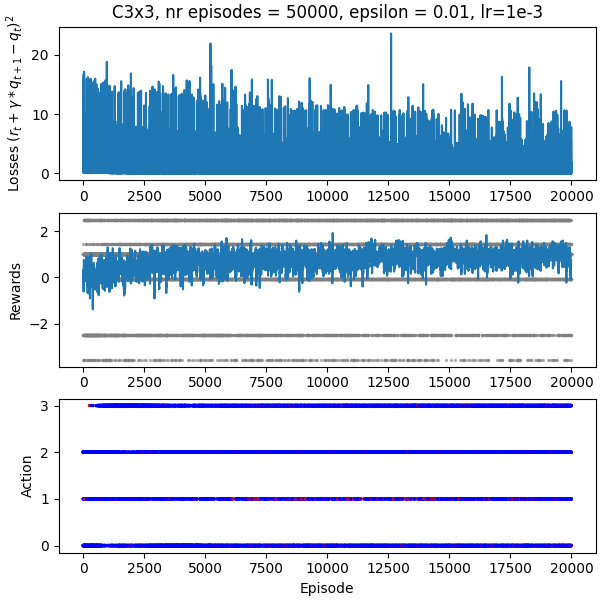 C3x3, nr episodes = 50000, epsilon = 0.01, lr=1e-3
Losses $(r_t + \gamma * q_{t+1} - q_t)^2$
20
10
0
0 2500 5000 7500 10000 12500 15000 17500 20000
Rewards
2
0
−2
0 2500 5000 7500 10000 12500 15000 17500 20000
Action
3
2
1
0
0 2500 5000 7500 10000 12500 15000 17500 20000
Episode